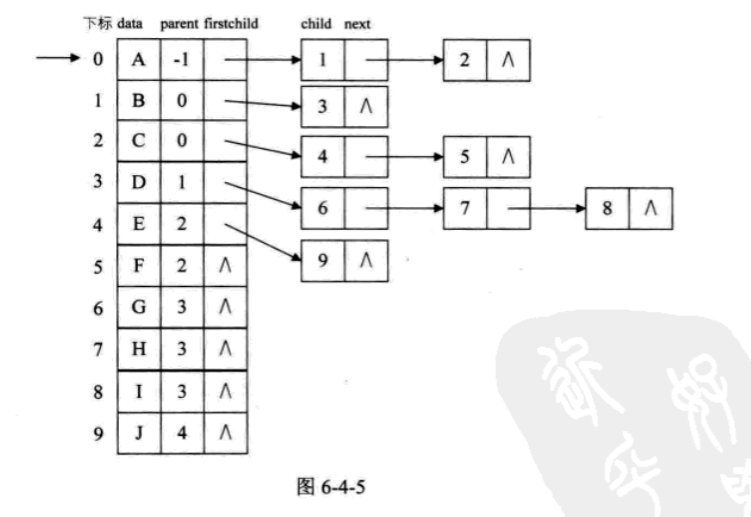 下标 data parent firstchild child next
0 A -1 1 2 Λ
1 B 0 3 Λ
2 C 0 4 5 Λ
3 D 1 6 7 8 Λ
4 E 2 9 Λ
5 F 2 Λ
6 G 3 Λ
7 H 3 Λ
8 I 3 Λ
9 J 4 Λ
图 6-4-5